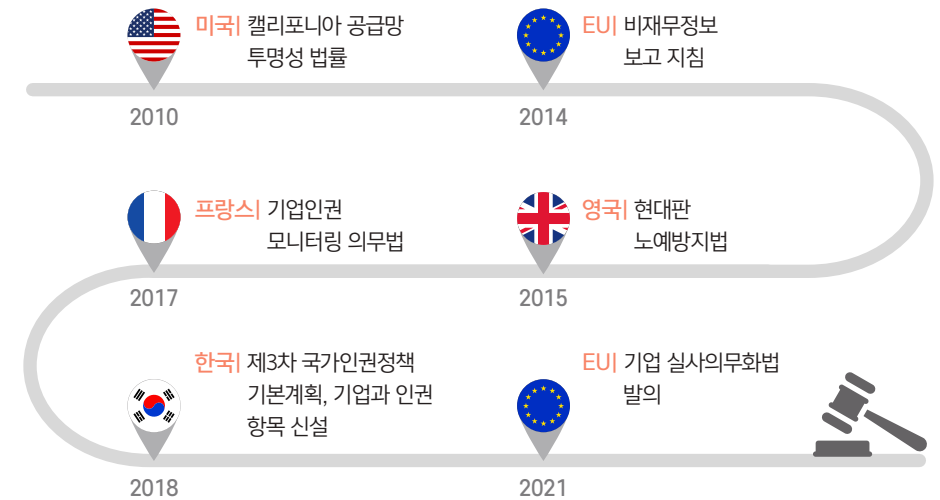 미국| 캘리포니아 공급망
투명성 법률
2010
EU| 비재무정보
보고 지침
2014
영국| 현대판
노예방지법
2015
프랑스| 기업인권
모니터링 의무법
2017
한국| 제3차 국가인권정책
기본계획, 기업과 인권
항목 신설
2018
EU| 기업 실사의무화법
발의
2021